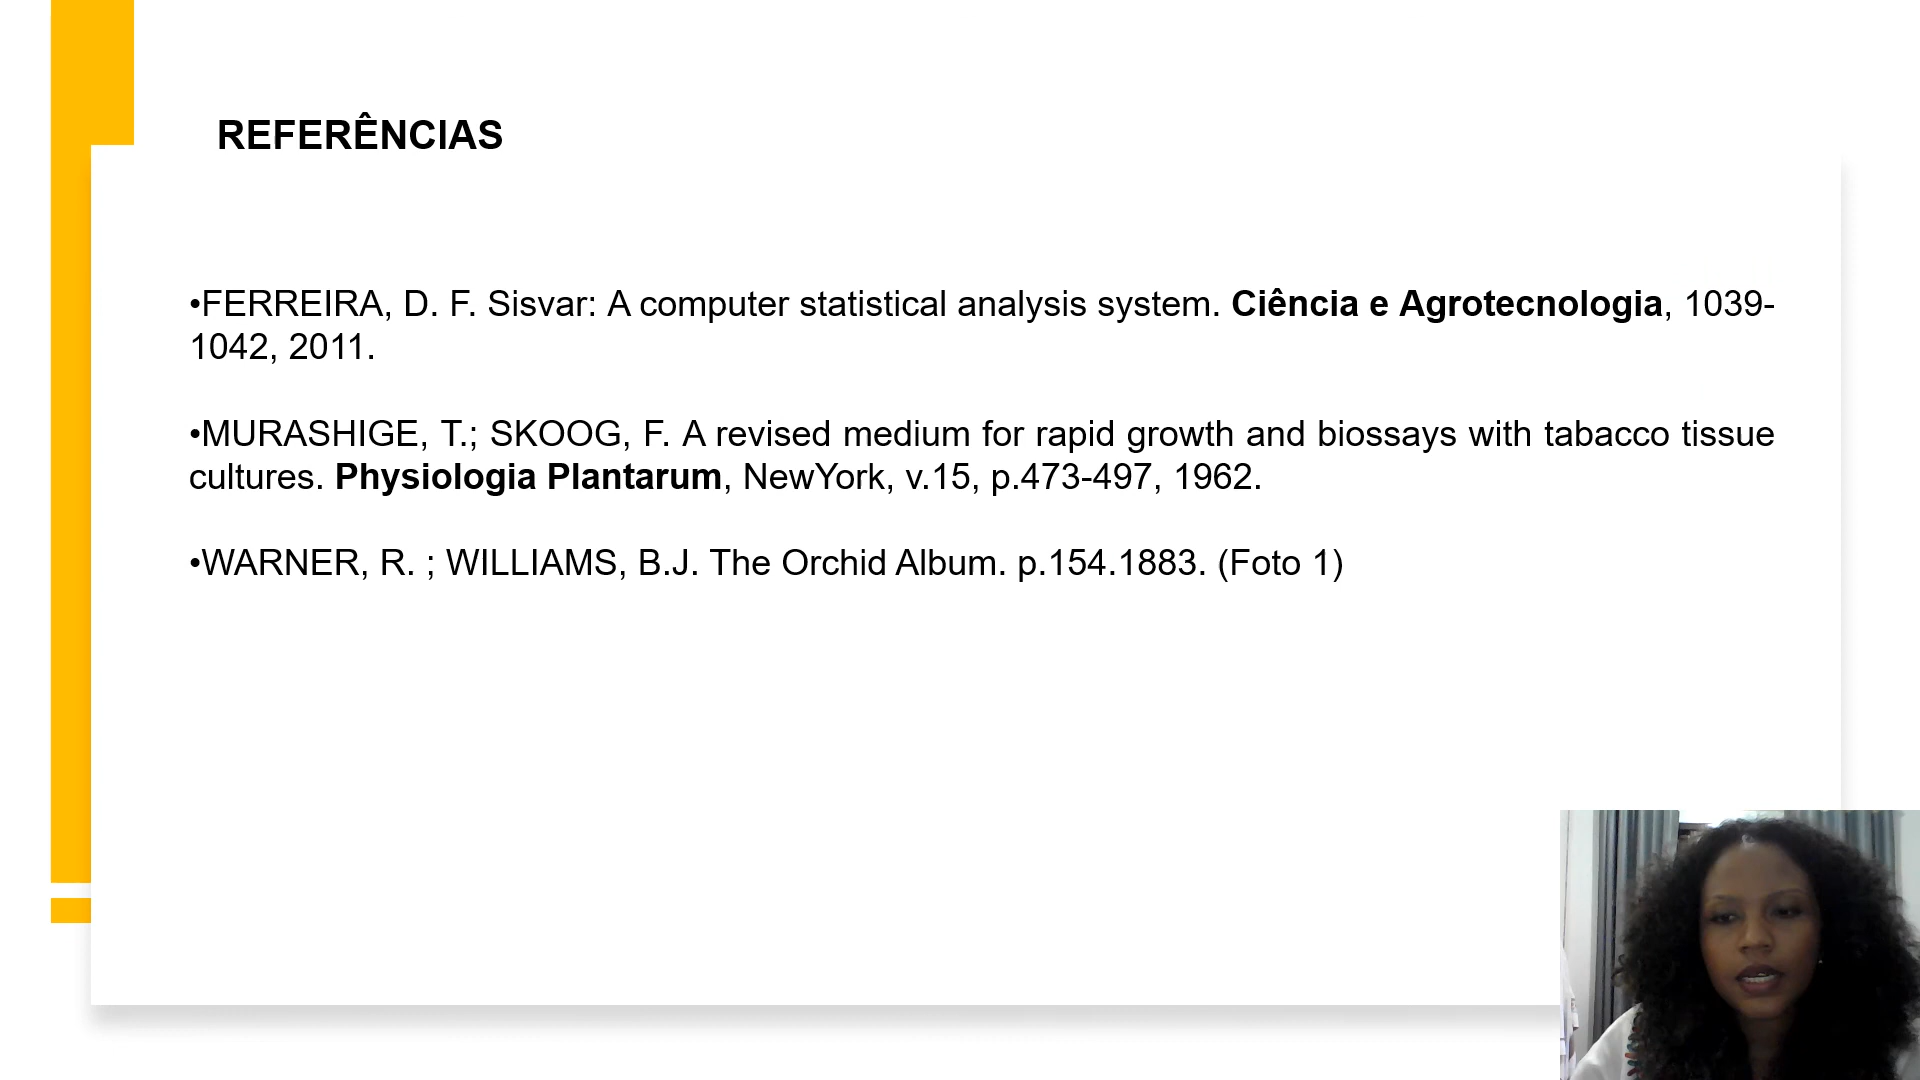 REFERÊNCIAS
•FERREIRA, D. F. Sisvar: A computer statistical analysis system. Ciência e Agrotecnologia, 1039-
1042, 2011.
•MURASHIGE, T.; SKOOG, F. A revised medium for rapid growth and biossays with tabacco tissue
cultures. Physiologia Plantarum, NewYork, v.15, p.473-497, 1962.
•WARNER, R. ; WILLIAMS, B.J. The Orchid Album. p.154.1883. (Foto 1)